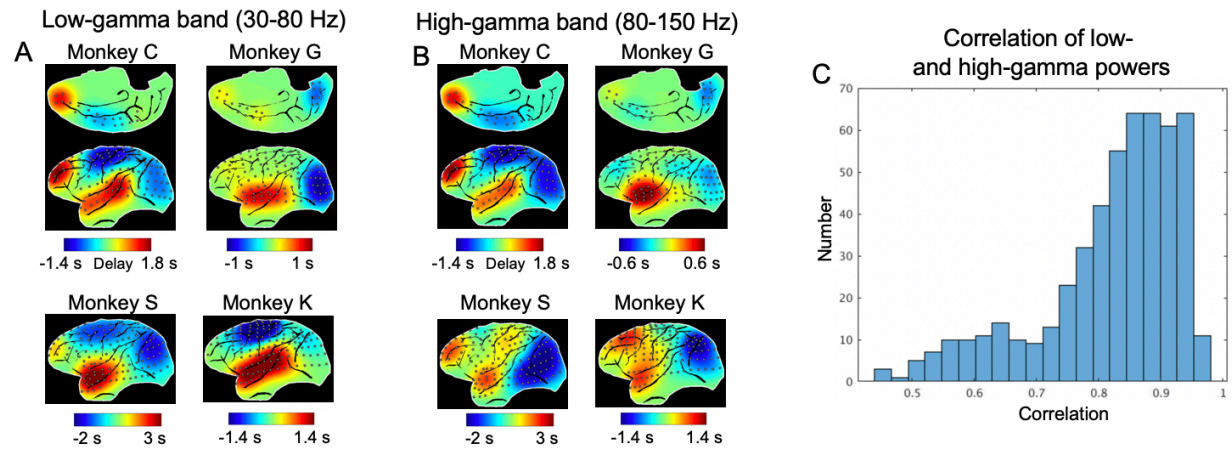 Low-gamma band (30-80 Hz)
A
Monkey C
Monkey G
-1.4 s Delay 1.8 s
-1 s 1 s
Monkey S
Monkey K
-2 s 3 s
-1.4 s 1.4 s
High-gamma band (80-150 Hz)
B
Monkey C
Monkey G
-1.4 s Delay 1.8 s
-0.6 s 0.6 s
Monkey S
Monkey K
-2 s 3 s
-1.4 s 1.4 s
C
Correlation of low-
and high-gamma powers
70
60
50
40
30
20
10
0
Number
0.5 0.6 0.7 0.8 0.9 1
Correlation